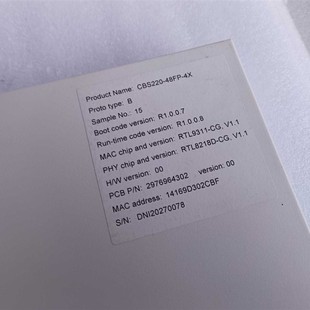 Product Name: CBS220-48FP-4X
Proto type: B
Sample No.: 15
Boot code version: R1.0.0.7
Run-time code version: R1.0.0.8
MAC chip and version: RTL9311-CG, V1.1
PHY chip and version: RTL8218D-CG, V1.1
H/W version: 00
PCB P/N: 2976964302 version: 00
MAC address: 14169D302CBF
S/N: DNI20270078